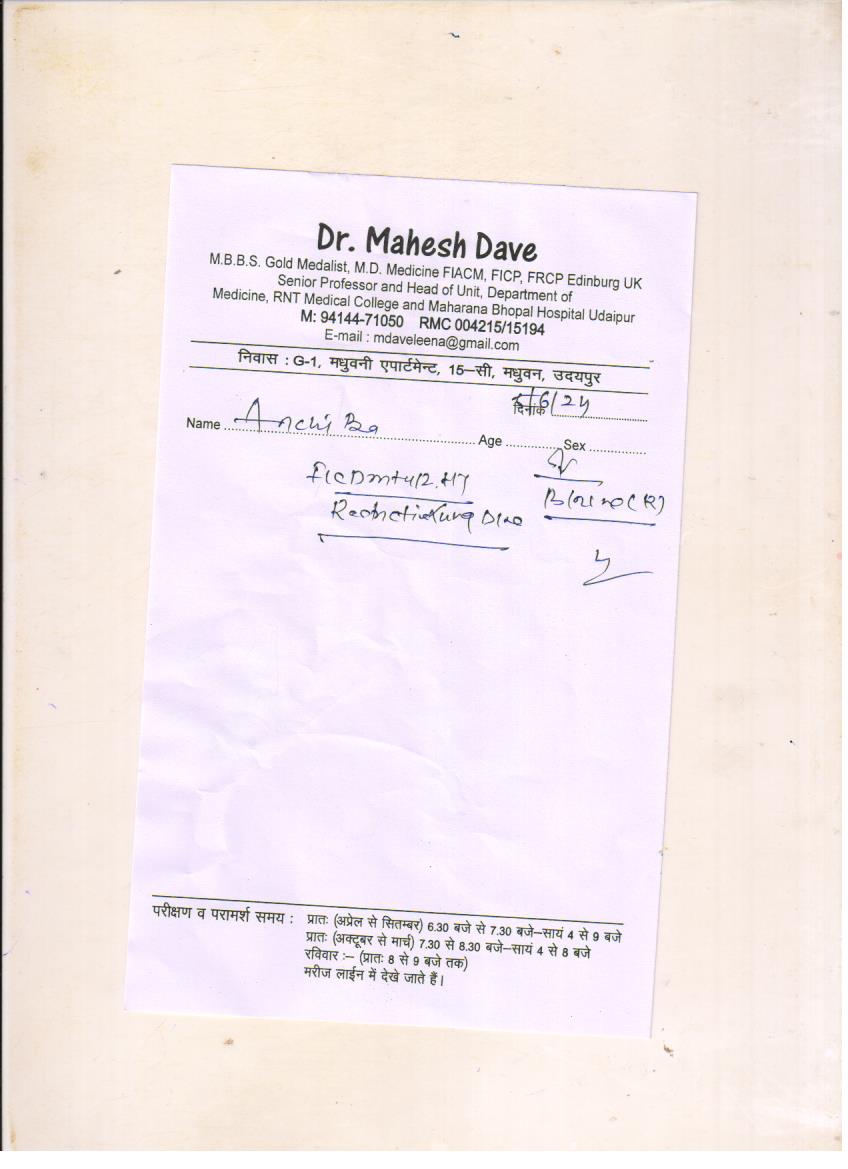 Dr. Mahesh Dave
M.B.B.S. Gold Medalist, M.D. Medicine FIACM, FICP, FRCP Edinburg UK
Senior Professor and Head of Unit, Department of
Medicine, RNT Medical College and Maharana Bhopal Hospital Udaipur
M: 94144-71050 RMC 004215/15194
E-mail : mdaveleena@gmail.com
निवास : G-1, मधुवनी एपार्टमेन्ट, 15–सी, मधुवन, उदयपुर
दिनांक /6/24
Name Anchi Ba Age Sex
परीक्षण व परामर्श समय : प्रातः (अप्रेल से सितम्बर) 6.30 बजे से 7.30 बजे–सायं 4 से 9 बजे
प्रातः (अक्टूबर से मार्च) 7.30 से 8.30 बजे–सायं 4 से 8 बजे
रविवार :– (प्रातः 8 से 9 बजे तक)
मरीज लाईन में देखे जाते हैं।